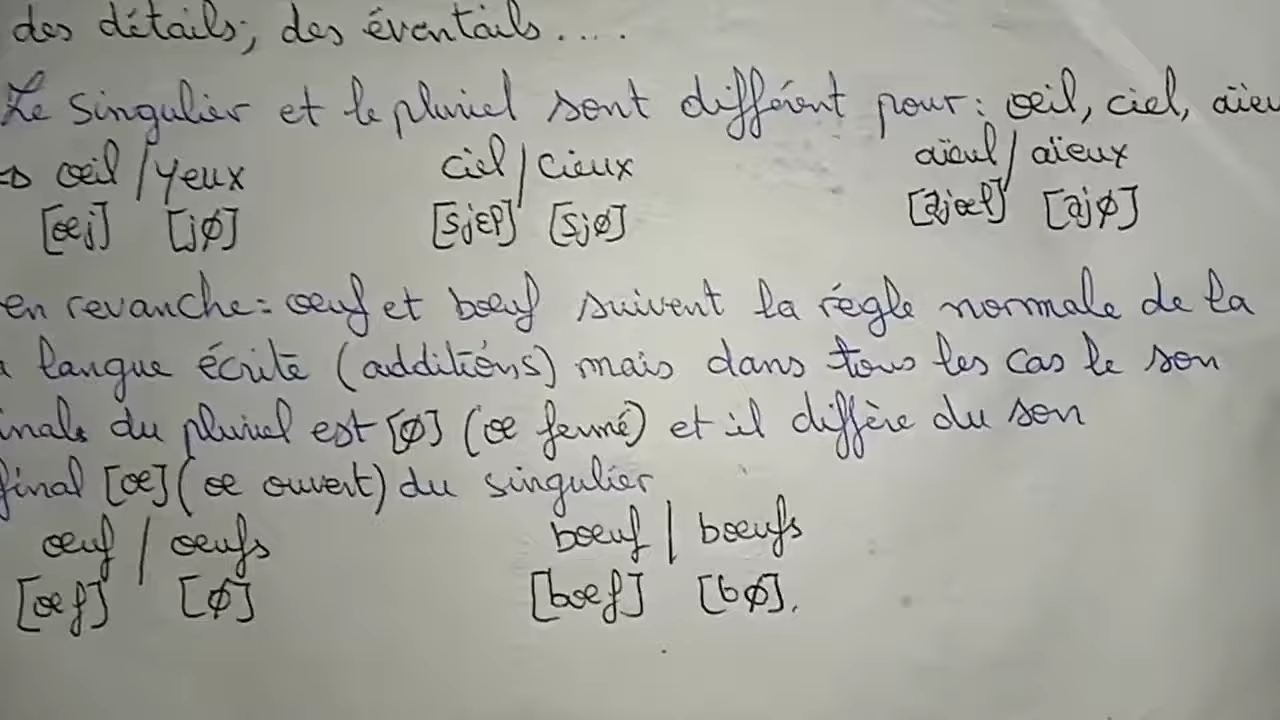 des détails, des éventails....
Le singulier et le pluriel sont différent pour: œil, ciel, aïeu
⇒ œil / yeux ciel / cieux aïeul / aïeux
[œj] [jø] [sjɛl] [sjø] [ajœl] [ajø]
en revanche: œuf et bœuf suivent la règle normale de la
langue écrite (additions) mais dans tous les cas le son
inals du pluriel est [ø] (œ fermé) et il diffère du son
final [œ] (œ ouvert) du singulier
œuf / œufs bœuf | bœufs
[œf] [ø] [bœf] [bø].